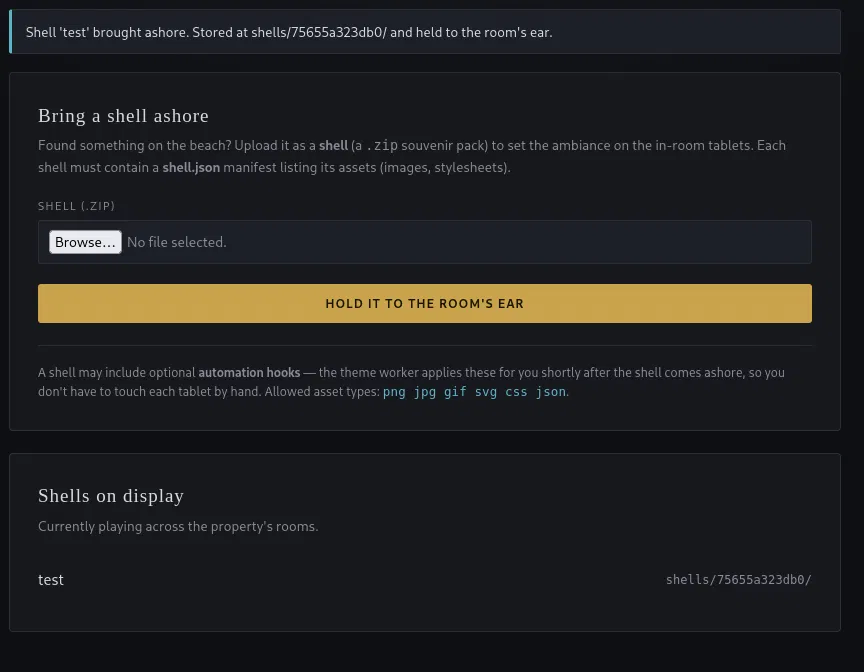 Shell 'test' brought ashore. Stored at shells/75655a323db0/ and held to the room's ear.
Bring a shell ashore
Found something on the beach? Upload it as a shell (a .zip souvenir pack) to set the ambiance on the in-room tablets. Each
shell must contain a shell.json manifest listing its assets (images, stylesheets).
SHELL (.ZIP)
Browse... No file selected.
HOLD IT TO THE ROOM'S EAR
A shell may include optional automation hooks — the theme worker applies these for you shortly after the shell comes ashore, so you
don't have to touch each tablet by hand. Allowed asset types: png jpg gif svg css json.
Shells on display
Currently playing across the property's rooms.
test shells/75655a323db0/